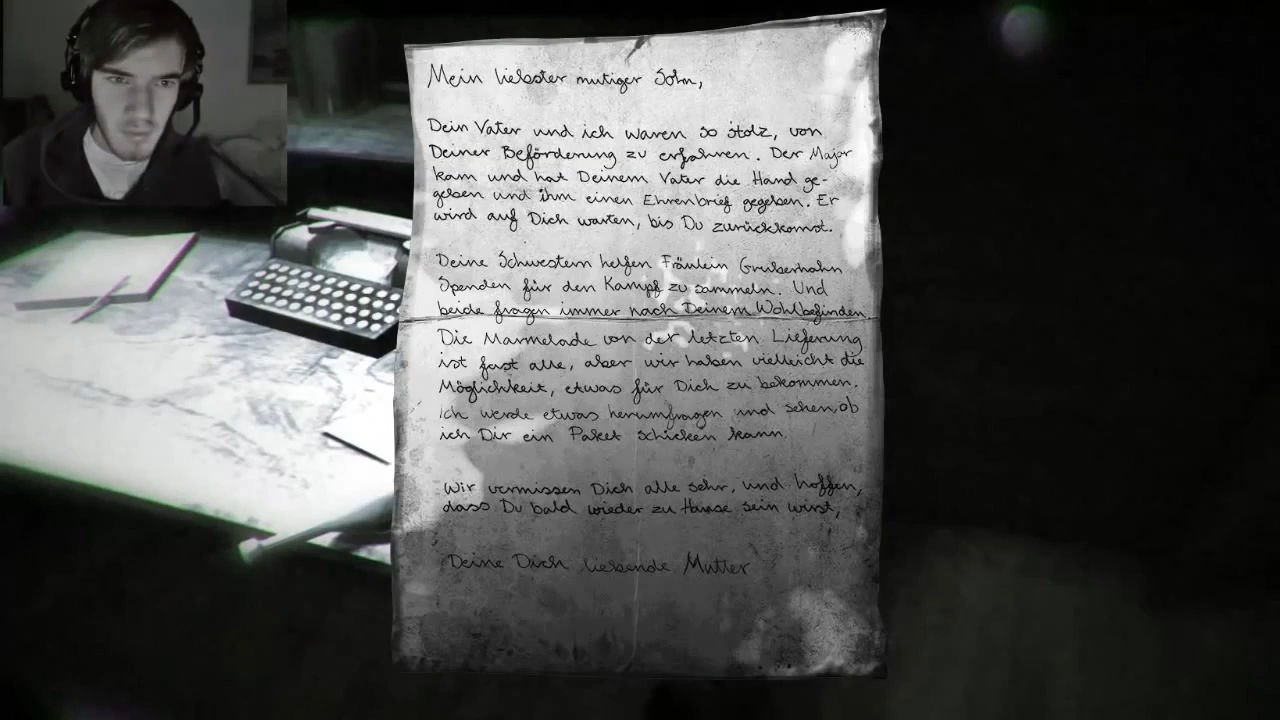 Mein liebster mutiger Sohn,
Dein Vater und ich waren so stolz, von
Deiner Beförderung zu erfahren. Der Major
kam und hat Deinem Vater die Hand ge-
geben und ihm einen Ehrenbrief gegeben. Er
wird auf Dich warten, bis Du zurückkomst.
Deine Schwestern helfen Fräulein Gruberhahn
Spenden für den Kampf zu sammeln. Und
beide fragen immer nach Deinem Wohlbefinden.
Die Marmelade von der letzten Lieferung
ist fast alle, aber wir haben vielleicht die
Möglichkeit, etwas für Dich zu bekommen.
Ich werde etwas herumfragen und sehen, ob
ich Dir ein Paket schicken kann.
Wir vermissen Dich alle sehr, und hoffen,
dass Du bald wieder zu Hause sein wirst,
Deine Dich liebende Mutter